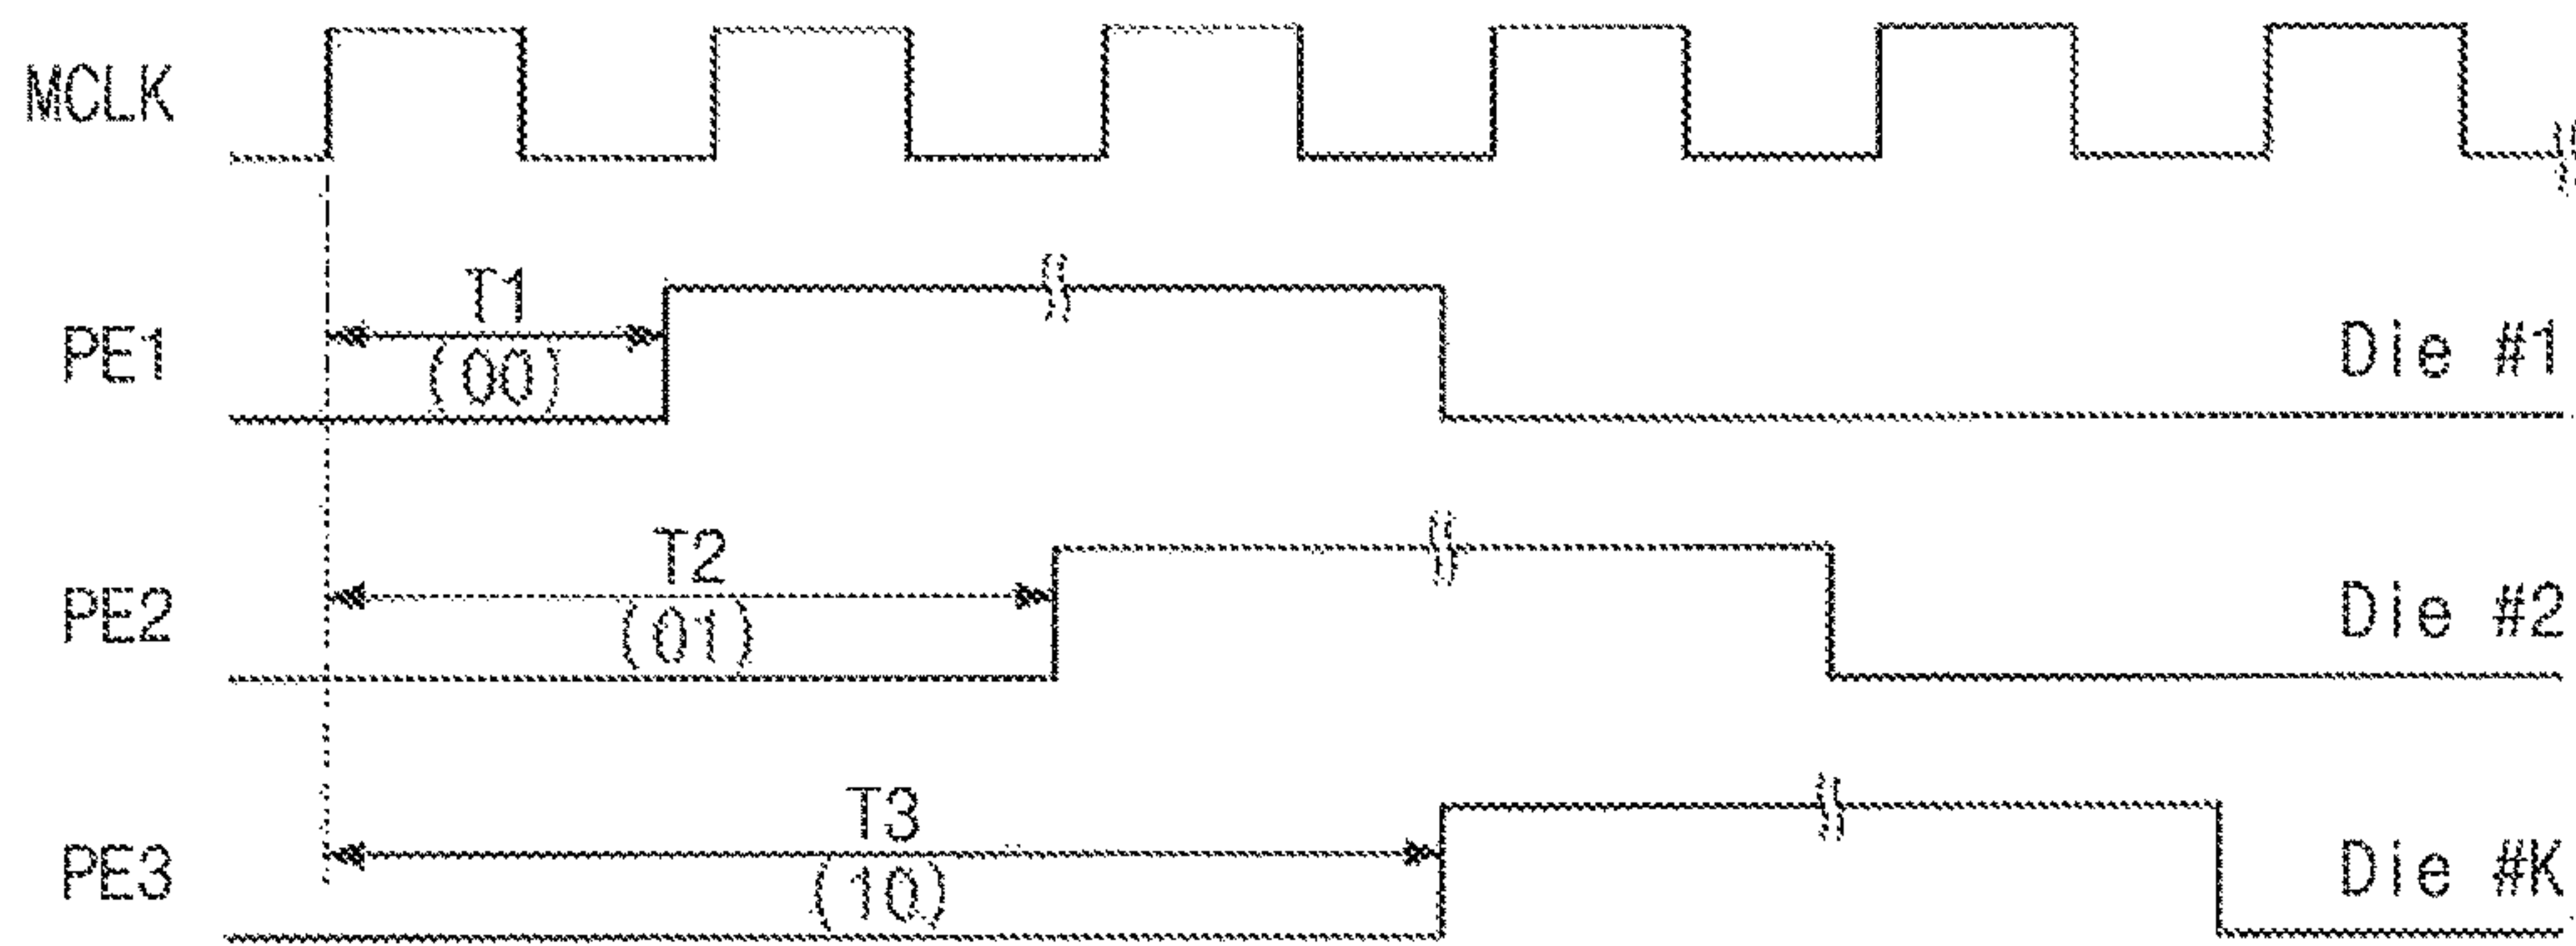 MCLK
T1
PE1 (00) Die #1
T2
PE2 (01) Die #2
T3
PE3 (10) Die #K